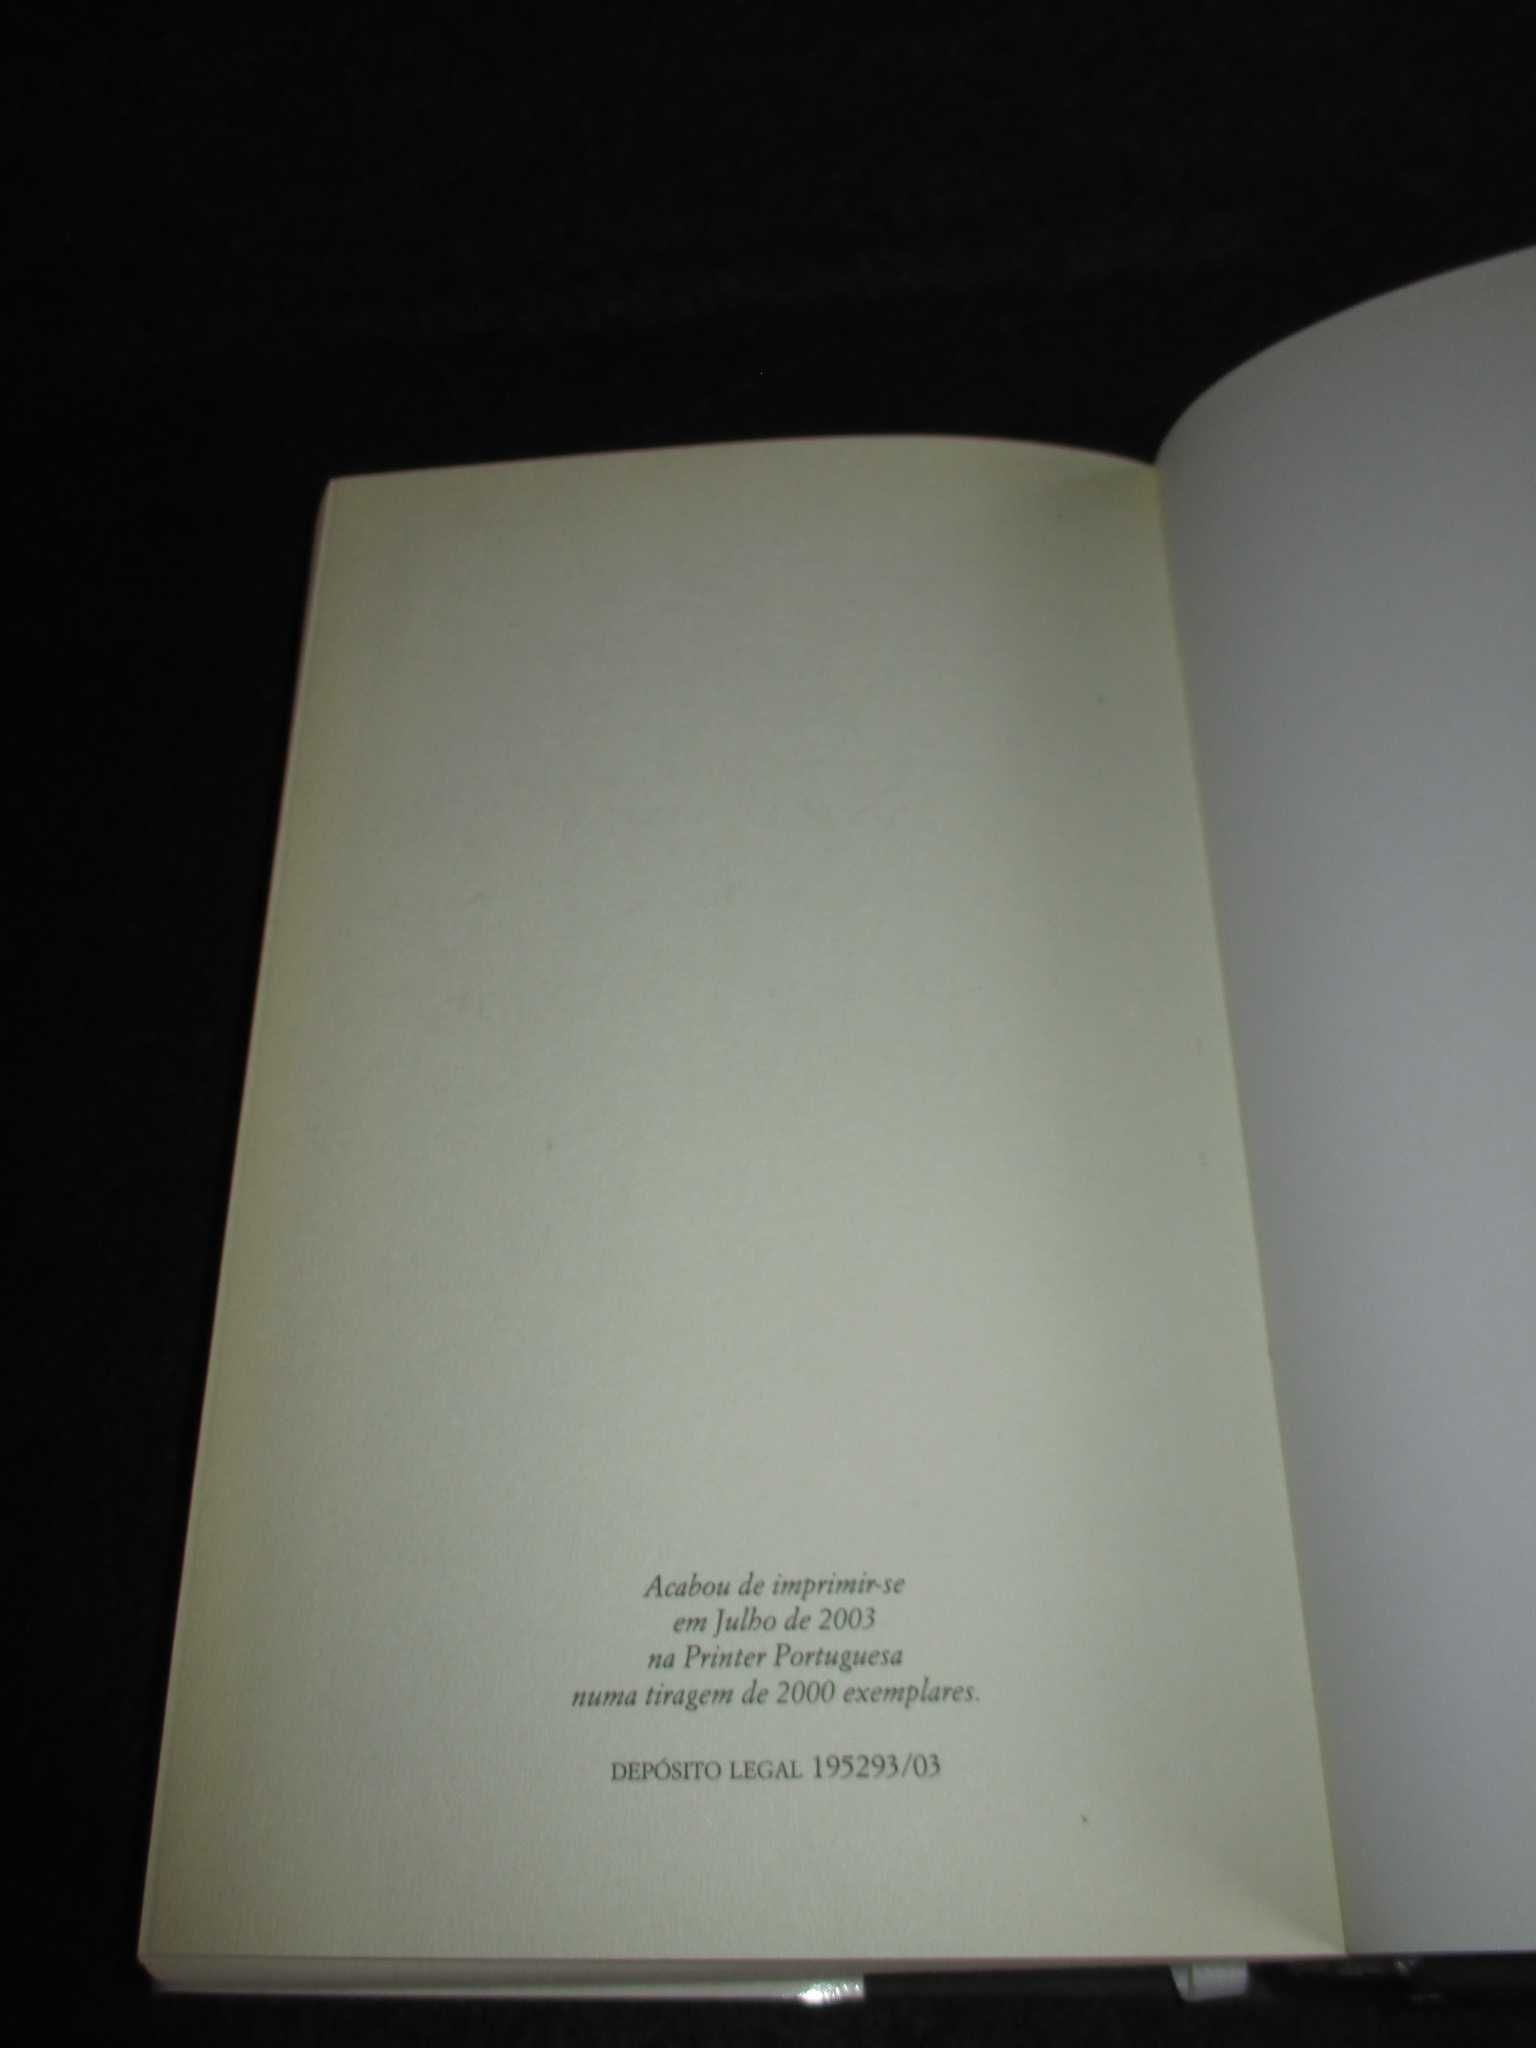 Acabou de imprimir-se
em Julho de 2003
na Printer Portuguesa
numa tiragem de 2000 exemplares.
DEPÓSITO LEGAL 195293/03